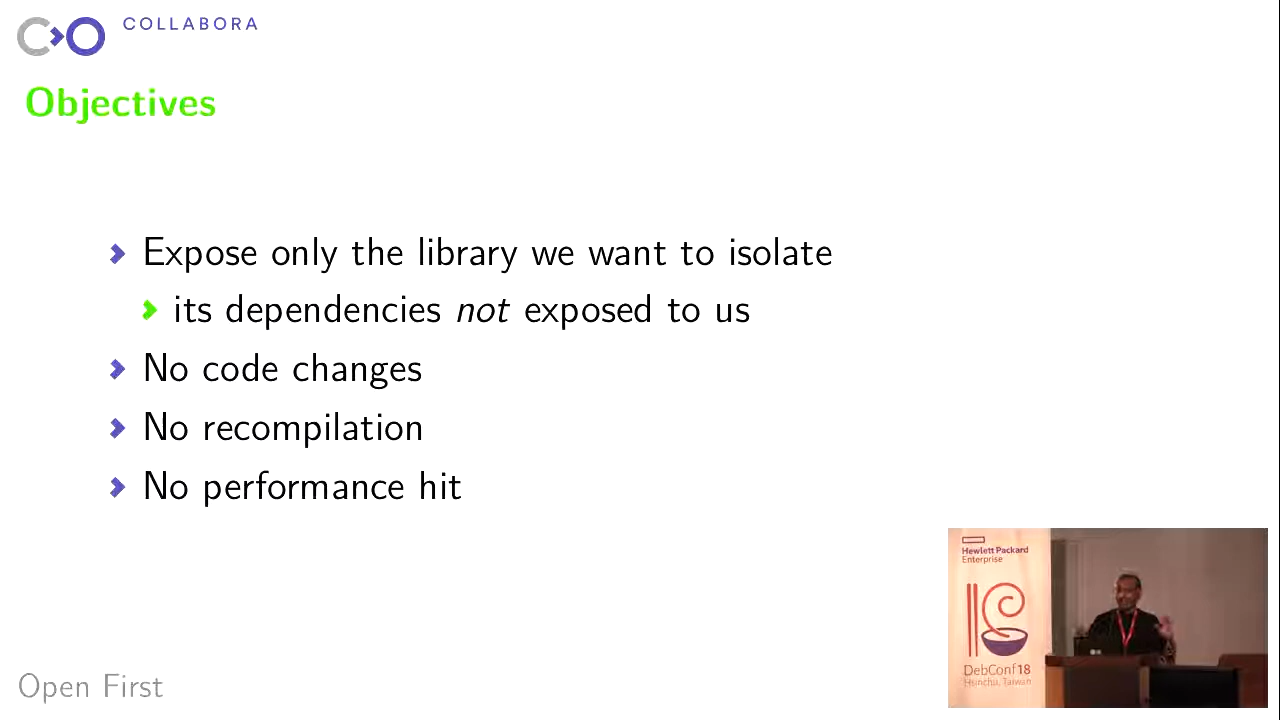 COLLABORA
Objectives
Expose only the library we want to isolate
its dependencies not exposed to us
No code changes
No recompilation
No performance hit
Hewlett Packard
Enterprise
DebConf18
Hsinchu, Taiwan
Open First